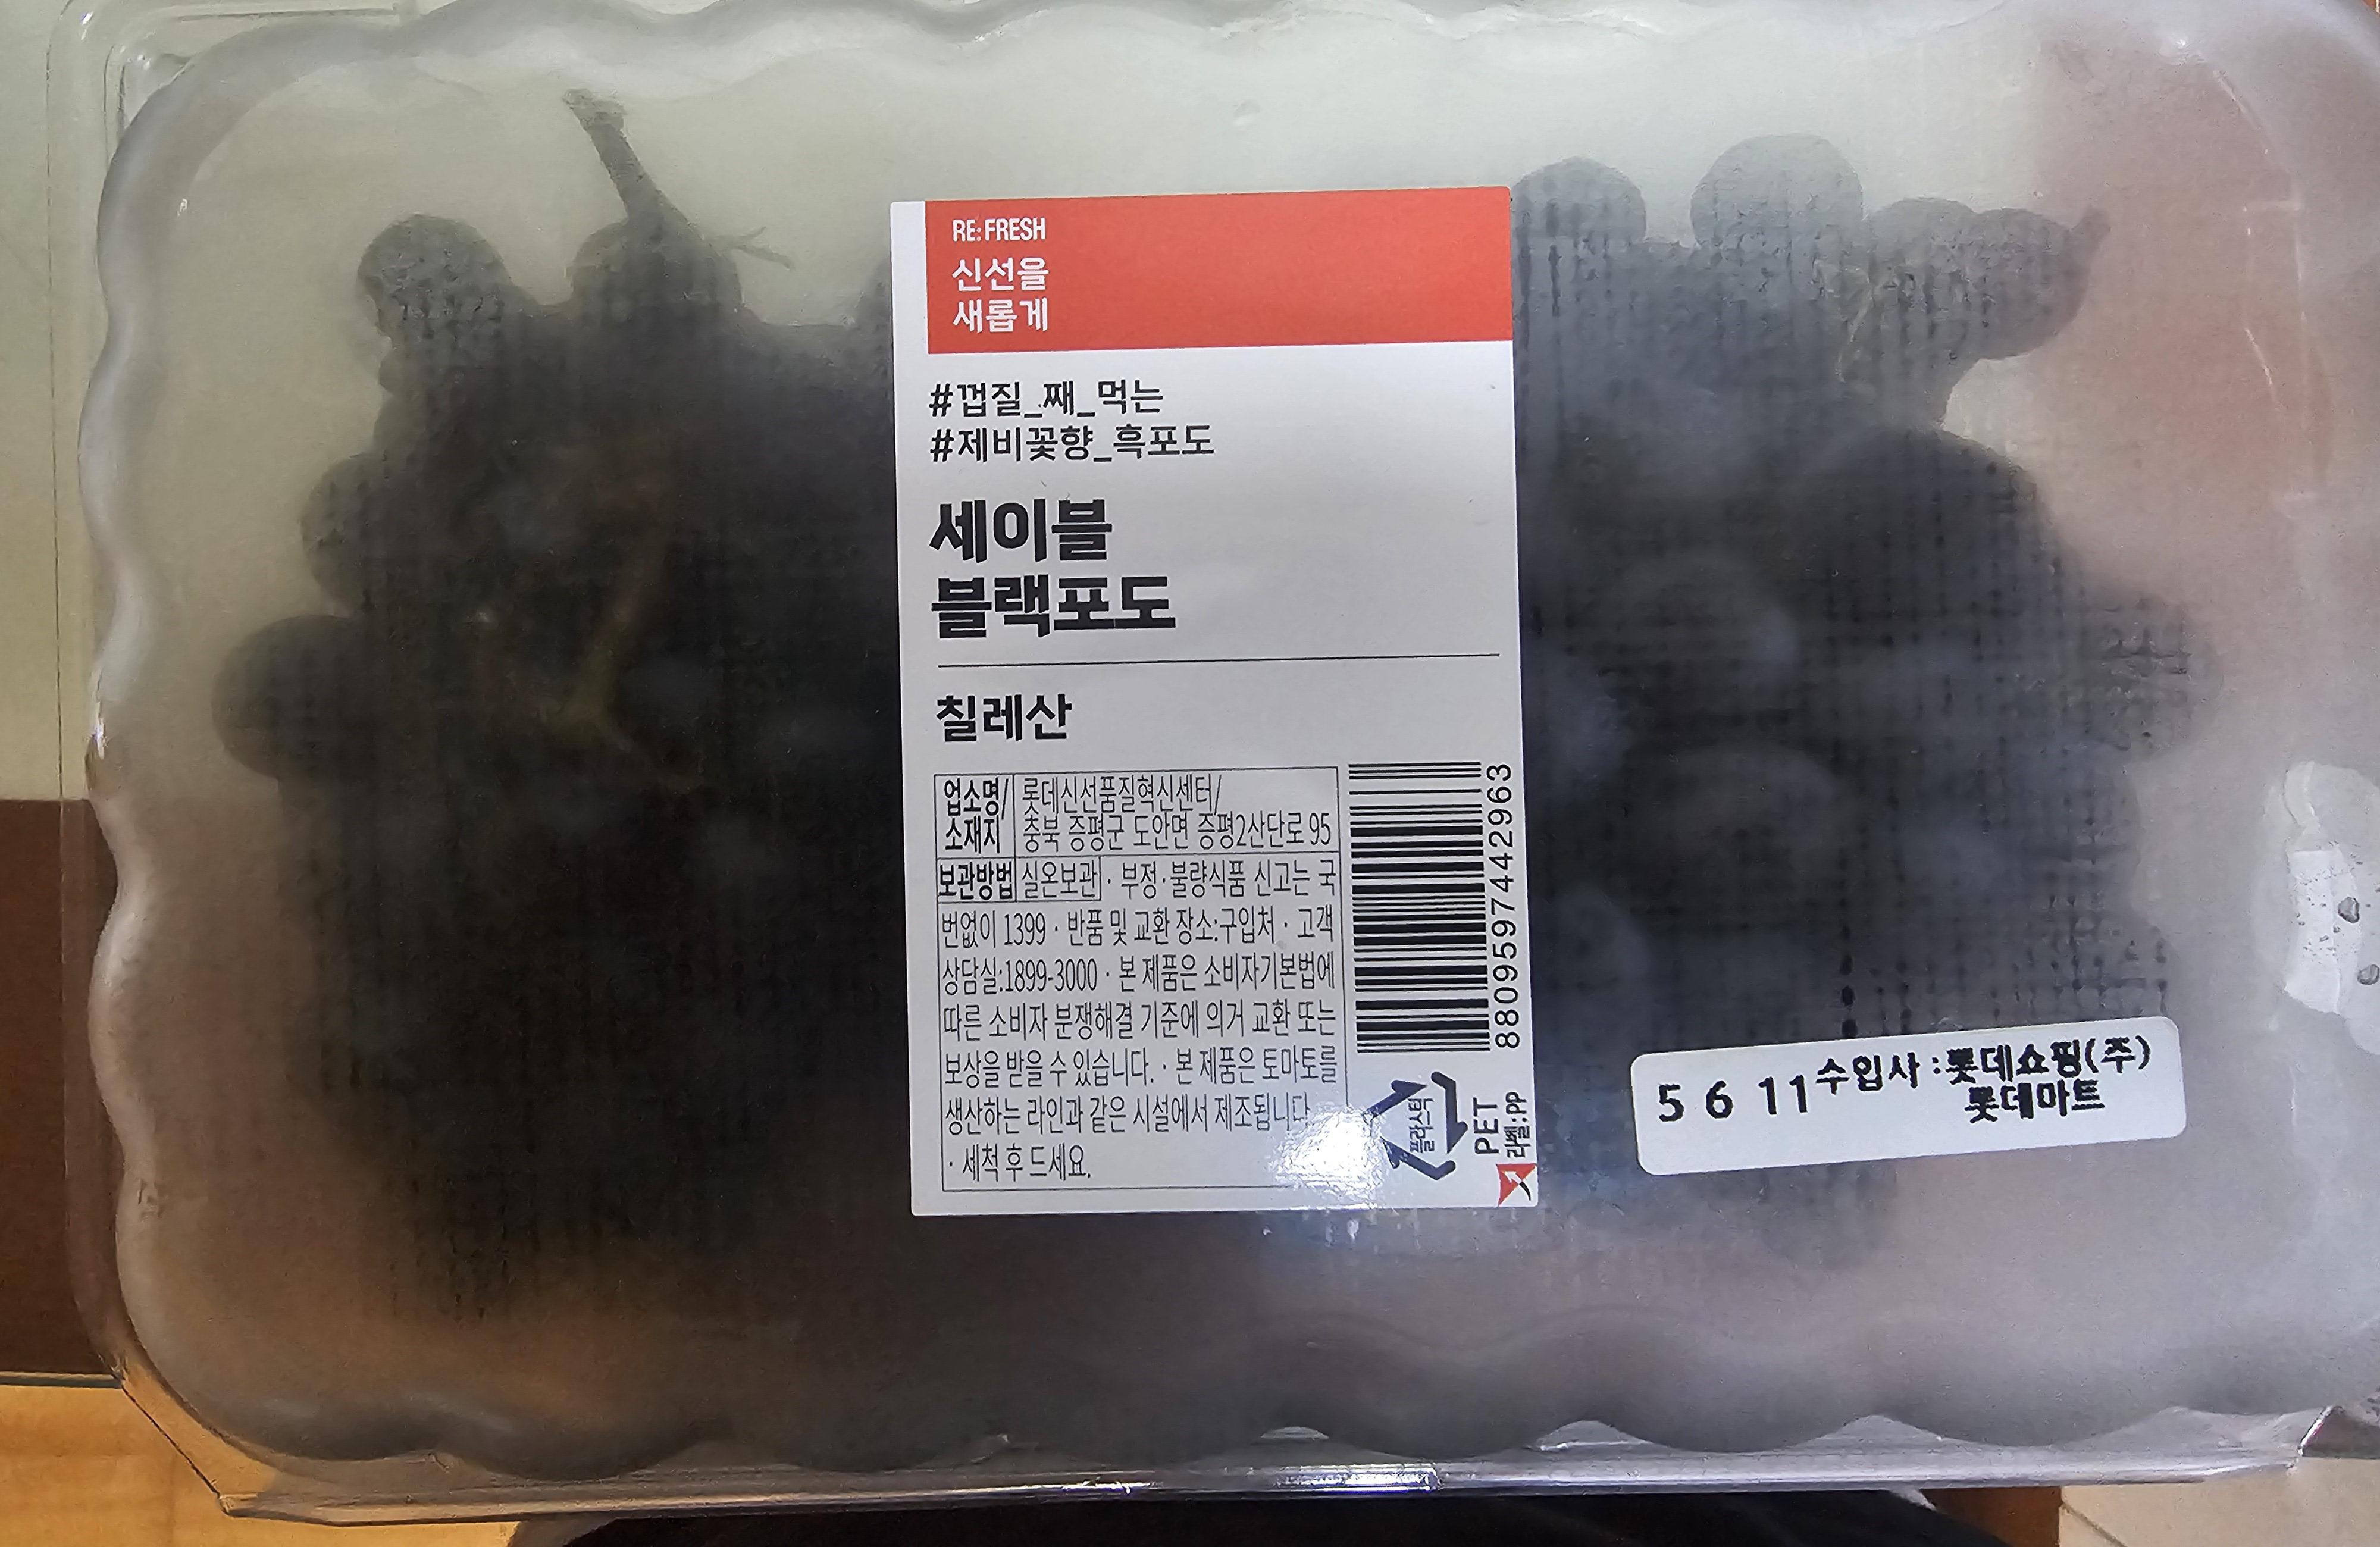 RE:FRESH
신선을
새롭게
#껍질_째_먹는
#제비꽃향_흑포도
세이블
블랙포도
칠레산
업소명/
소재지
롯데신선품질혁신센터/
충북 증평군 도안면 증평2산단로 95
보관방법 실온보관 · 부정·불량식품 신고는 국
번없이 1399 · 반품 및 교환 장소:구입처 · 고객
상담실:1899-3000 · 본 제품은 소비자기본법에
따른 소비자 분쟁해결 기준에 의거 교환 또는
보상을 받을 수 있습니다. · 본 제품은 토마토를
생산하는 라인과 같은 시설에서 제조됩니다.
· 세척 후 드세요.
8809597442963
플라스틱
PET
라벨:PP
5 6 11 수입사 :롯데쇼핑(주)
롯데마트